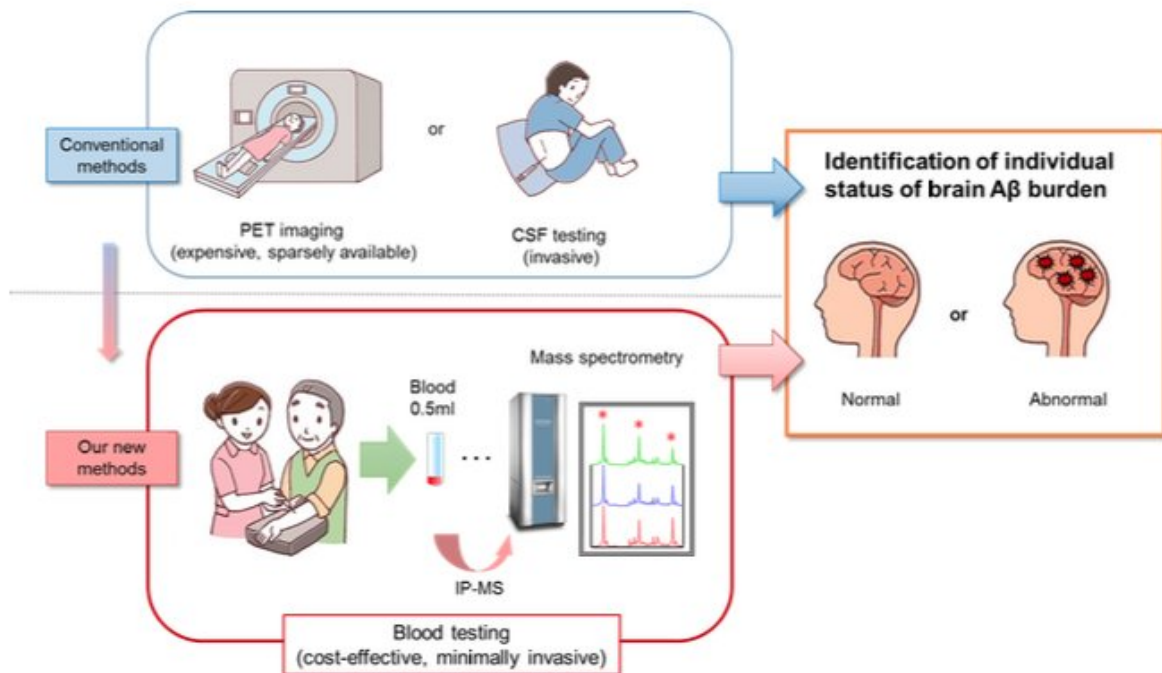 Conventional
methods
or
PET imaging
(expensive, sparsely available)
CSF testing
(invasive)
Identification of individual
status of brain Aβ burden
or
Normal
Abnormal
Our new
methods
Blood
0.5ml
...
Mass spectrometry
IP-MS
Blood testing
(cost-effective, minimally invasive)